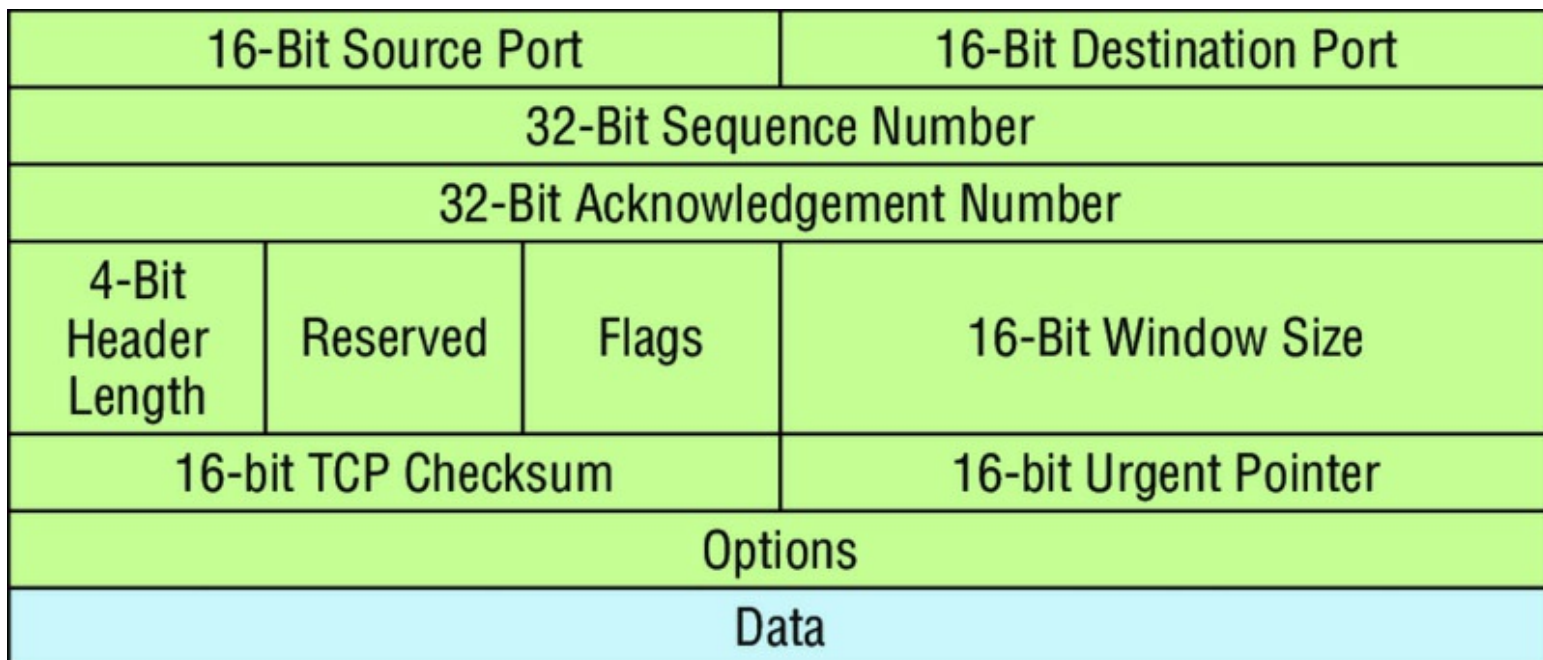 16-Bit Source Port
16-Bit Destination Port
32-Bit Sequence Number
32-Bit Acknowledgement Number
4-Bit
Header
Length
Reserved
Flags
16-Bit Window Size
16-bit TCP Checksum
16-bit Urgent Pointer
Options
Data